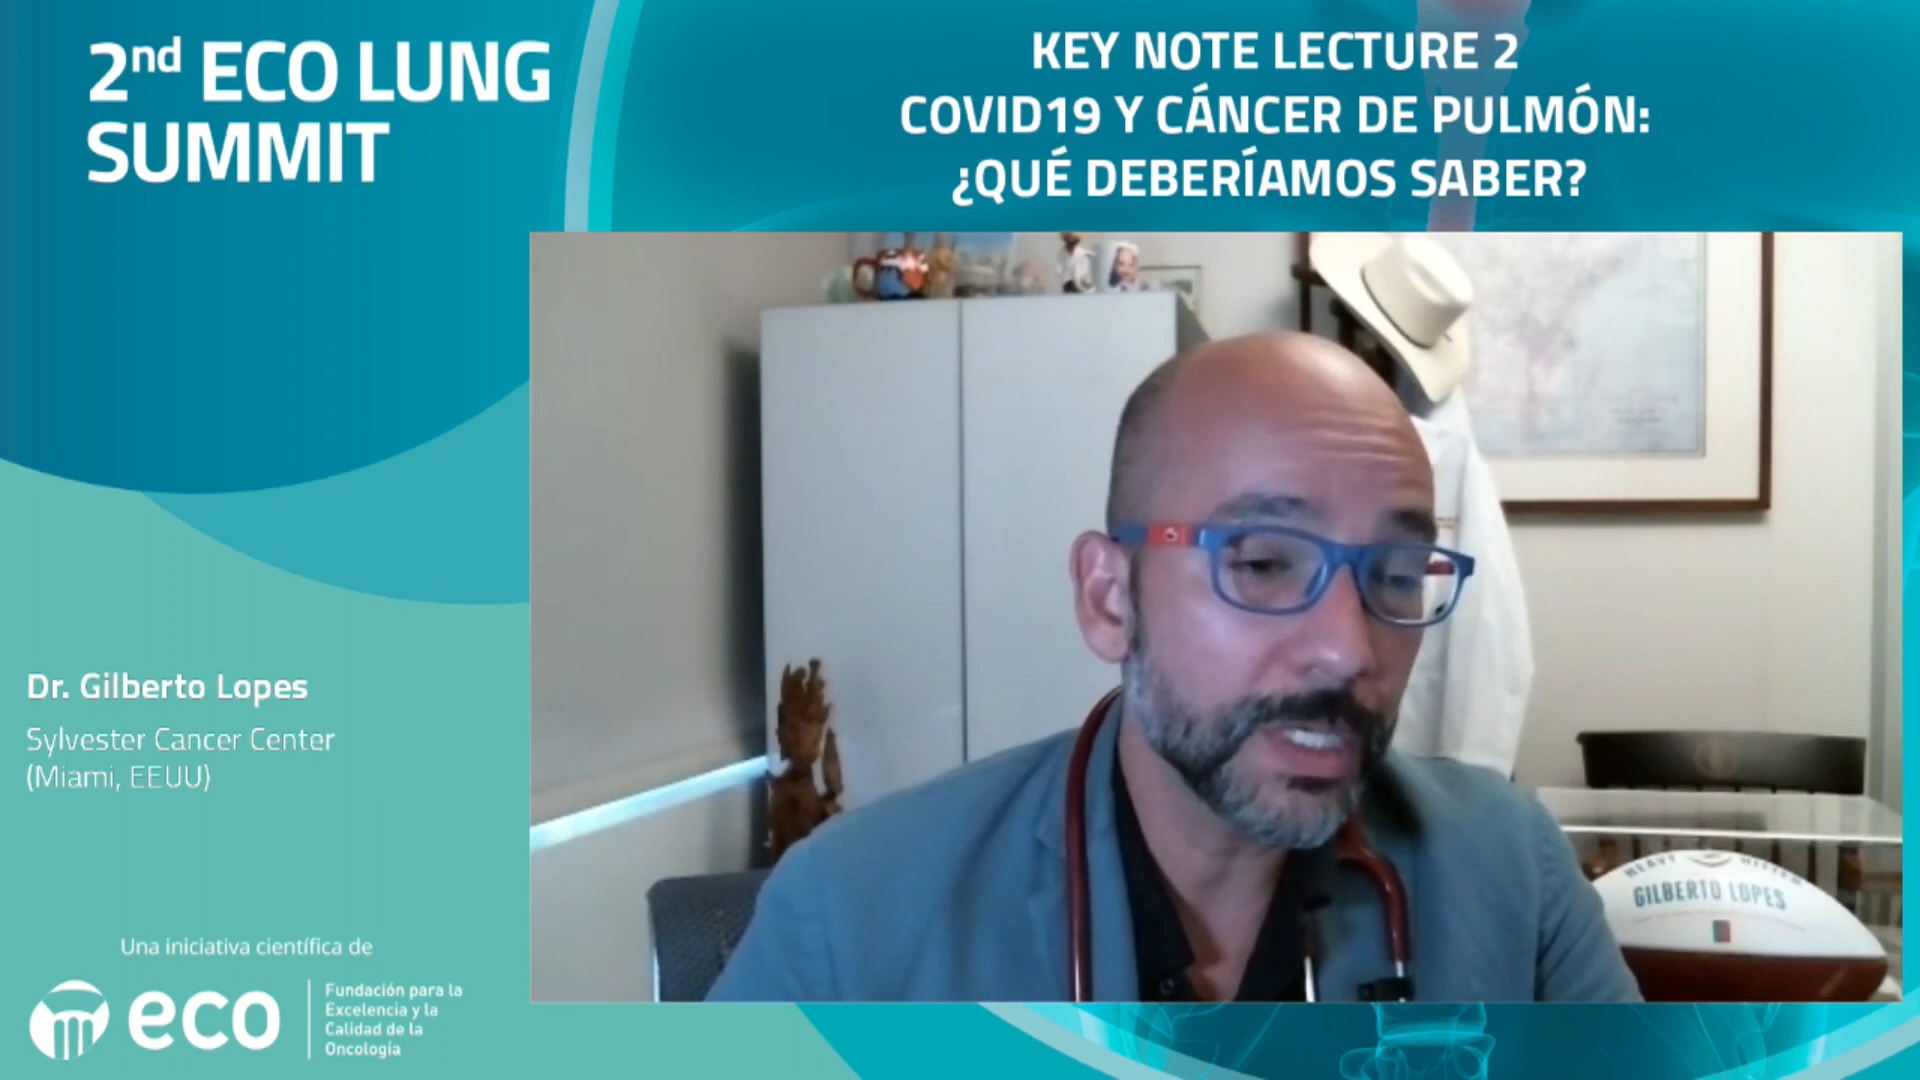 2nd ECO LUNG
SUMMIT
KEY NOTE LECTURE 2
COVID19 Y CÁNCER DE PULMÓN:
¿QUÉ DEBERÍAMOS SABER?
Dr. Gilberto Lopes
Sylvester Cancer Center
(Miami, EEUU)
Una iniciativa científica de
eco
Fundación para la
Excelencia y la
Calidad de la
Oncología
HEAVY HITTER
GILBERTO LOPES